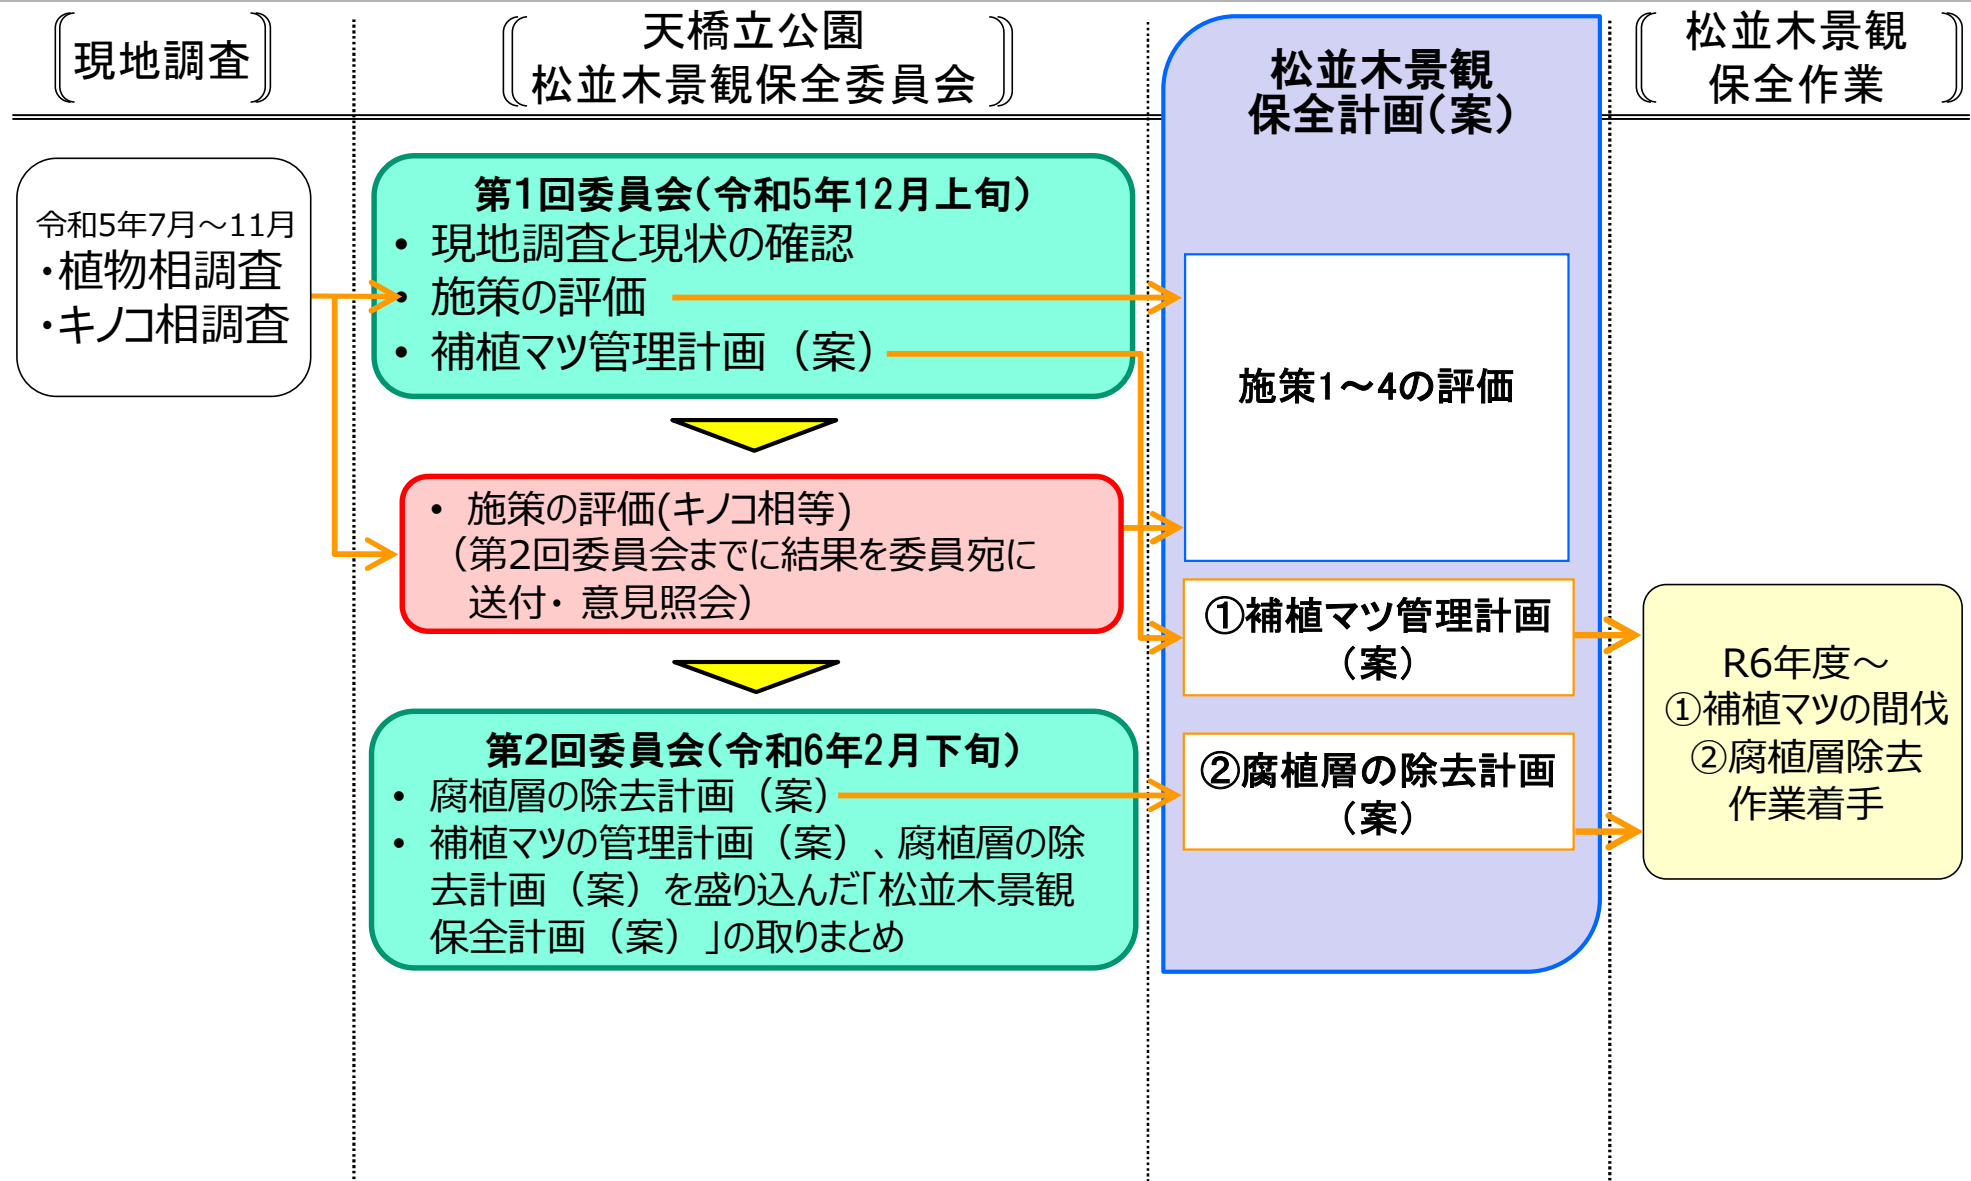 現地調査
天橋立公園
松並木景観保全委員会
松並木景観
保全計画(案)
松並木景観
保全作業
令和5年7月～11月
・植物相調査
・キノコ相調査
第1回委員会(令和5年12月上旬)
• 現地調査と現状の確認
• 施策の評価
• 補植マツ管理計画（案）
• 施策の評価(キノコ相等)
（第2回委員会までに結果を委員宛に
送付・ 意見照会）
第2回委員会(令和6年2月下旬)
• 腐植層の除去計画（案）
• 補植マツの管理計画（案）、腐植層の除
去計画（案）を盛り込んだ「松並木景観
保全計画（案）」の取りまとめ
施策1～4の評価
①補植マツ管理計画
（案）
②腐植層の除去計画
（案）
R6年度～
①補植マツの間伐
②腐植層除去
作業着手